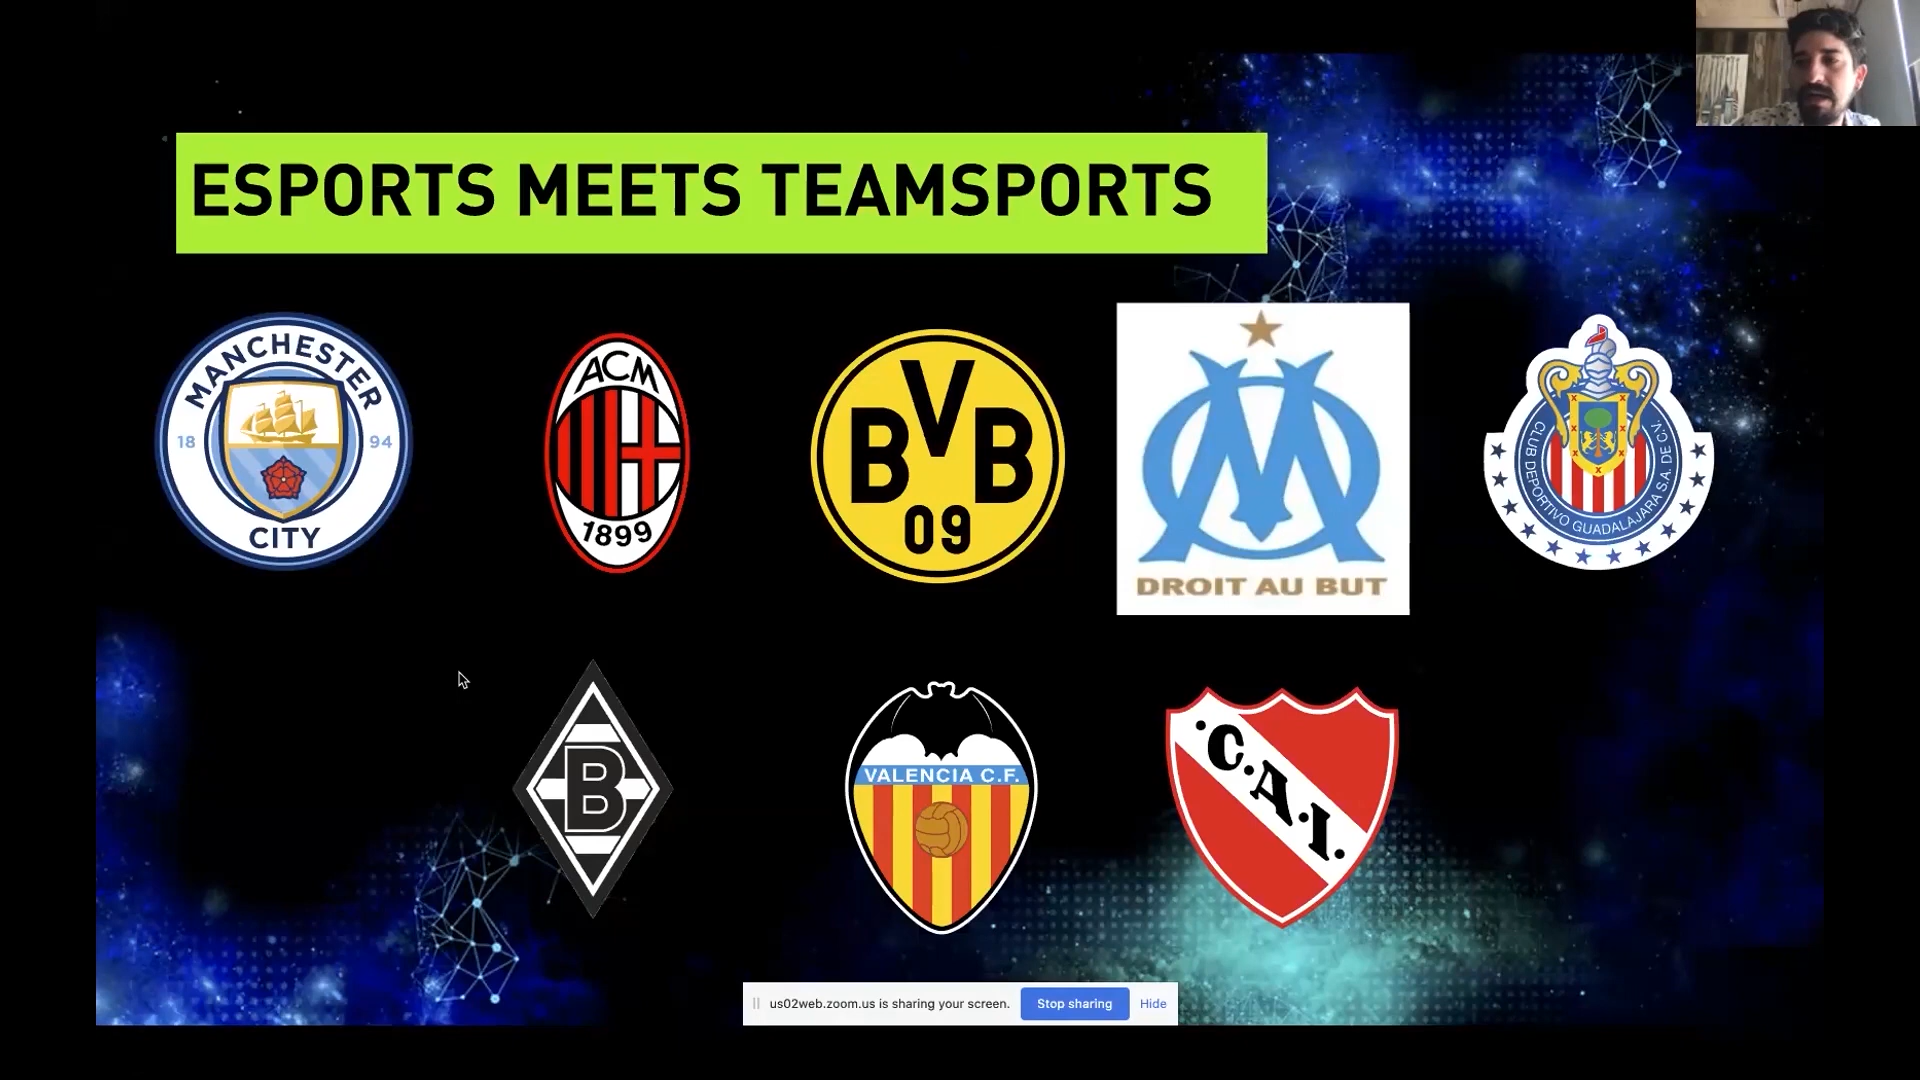 ESPORTS MEETS TEAMSPORTS
MANCHESTER
18 94
CITY
ACM
1899
BVB
09
M
DROIT AU BUT
CLUB DEPORTIVO GUADALAJARA S.A. DE C.V.
B
VALENCIA C.F.
·C.A.I.
us02web.zoom.us is sharing your screen.
Stop sharing
Hide